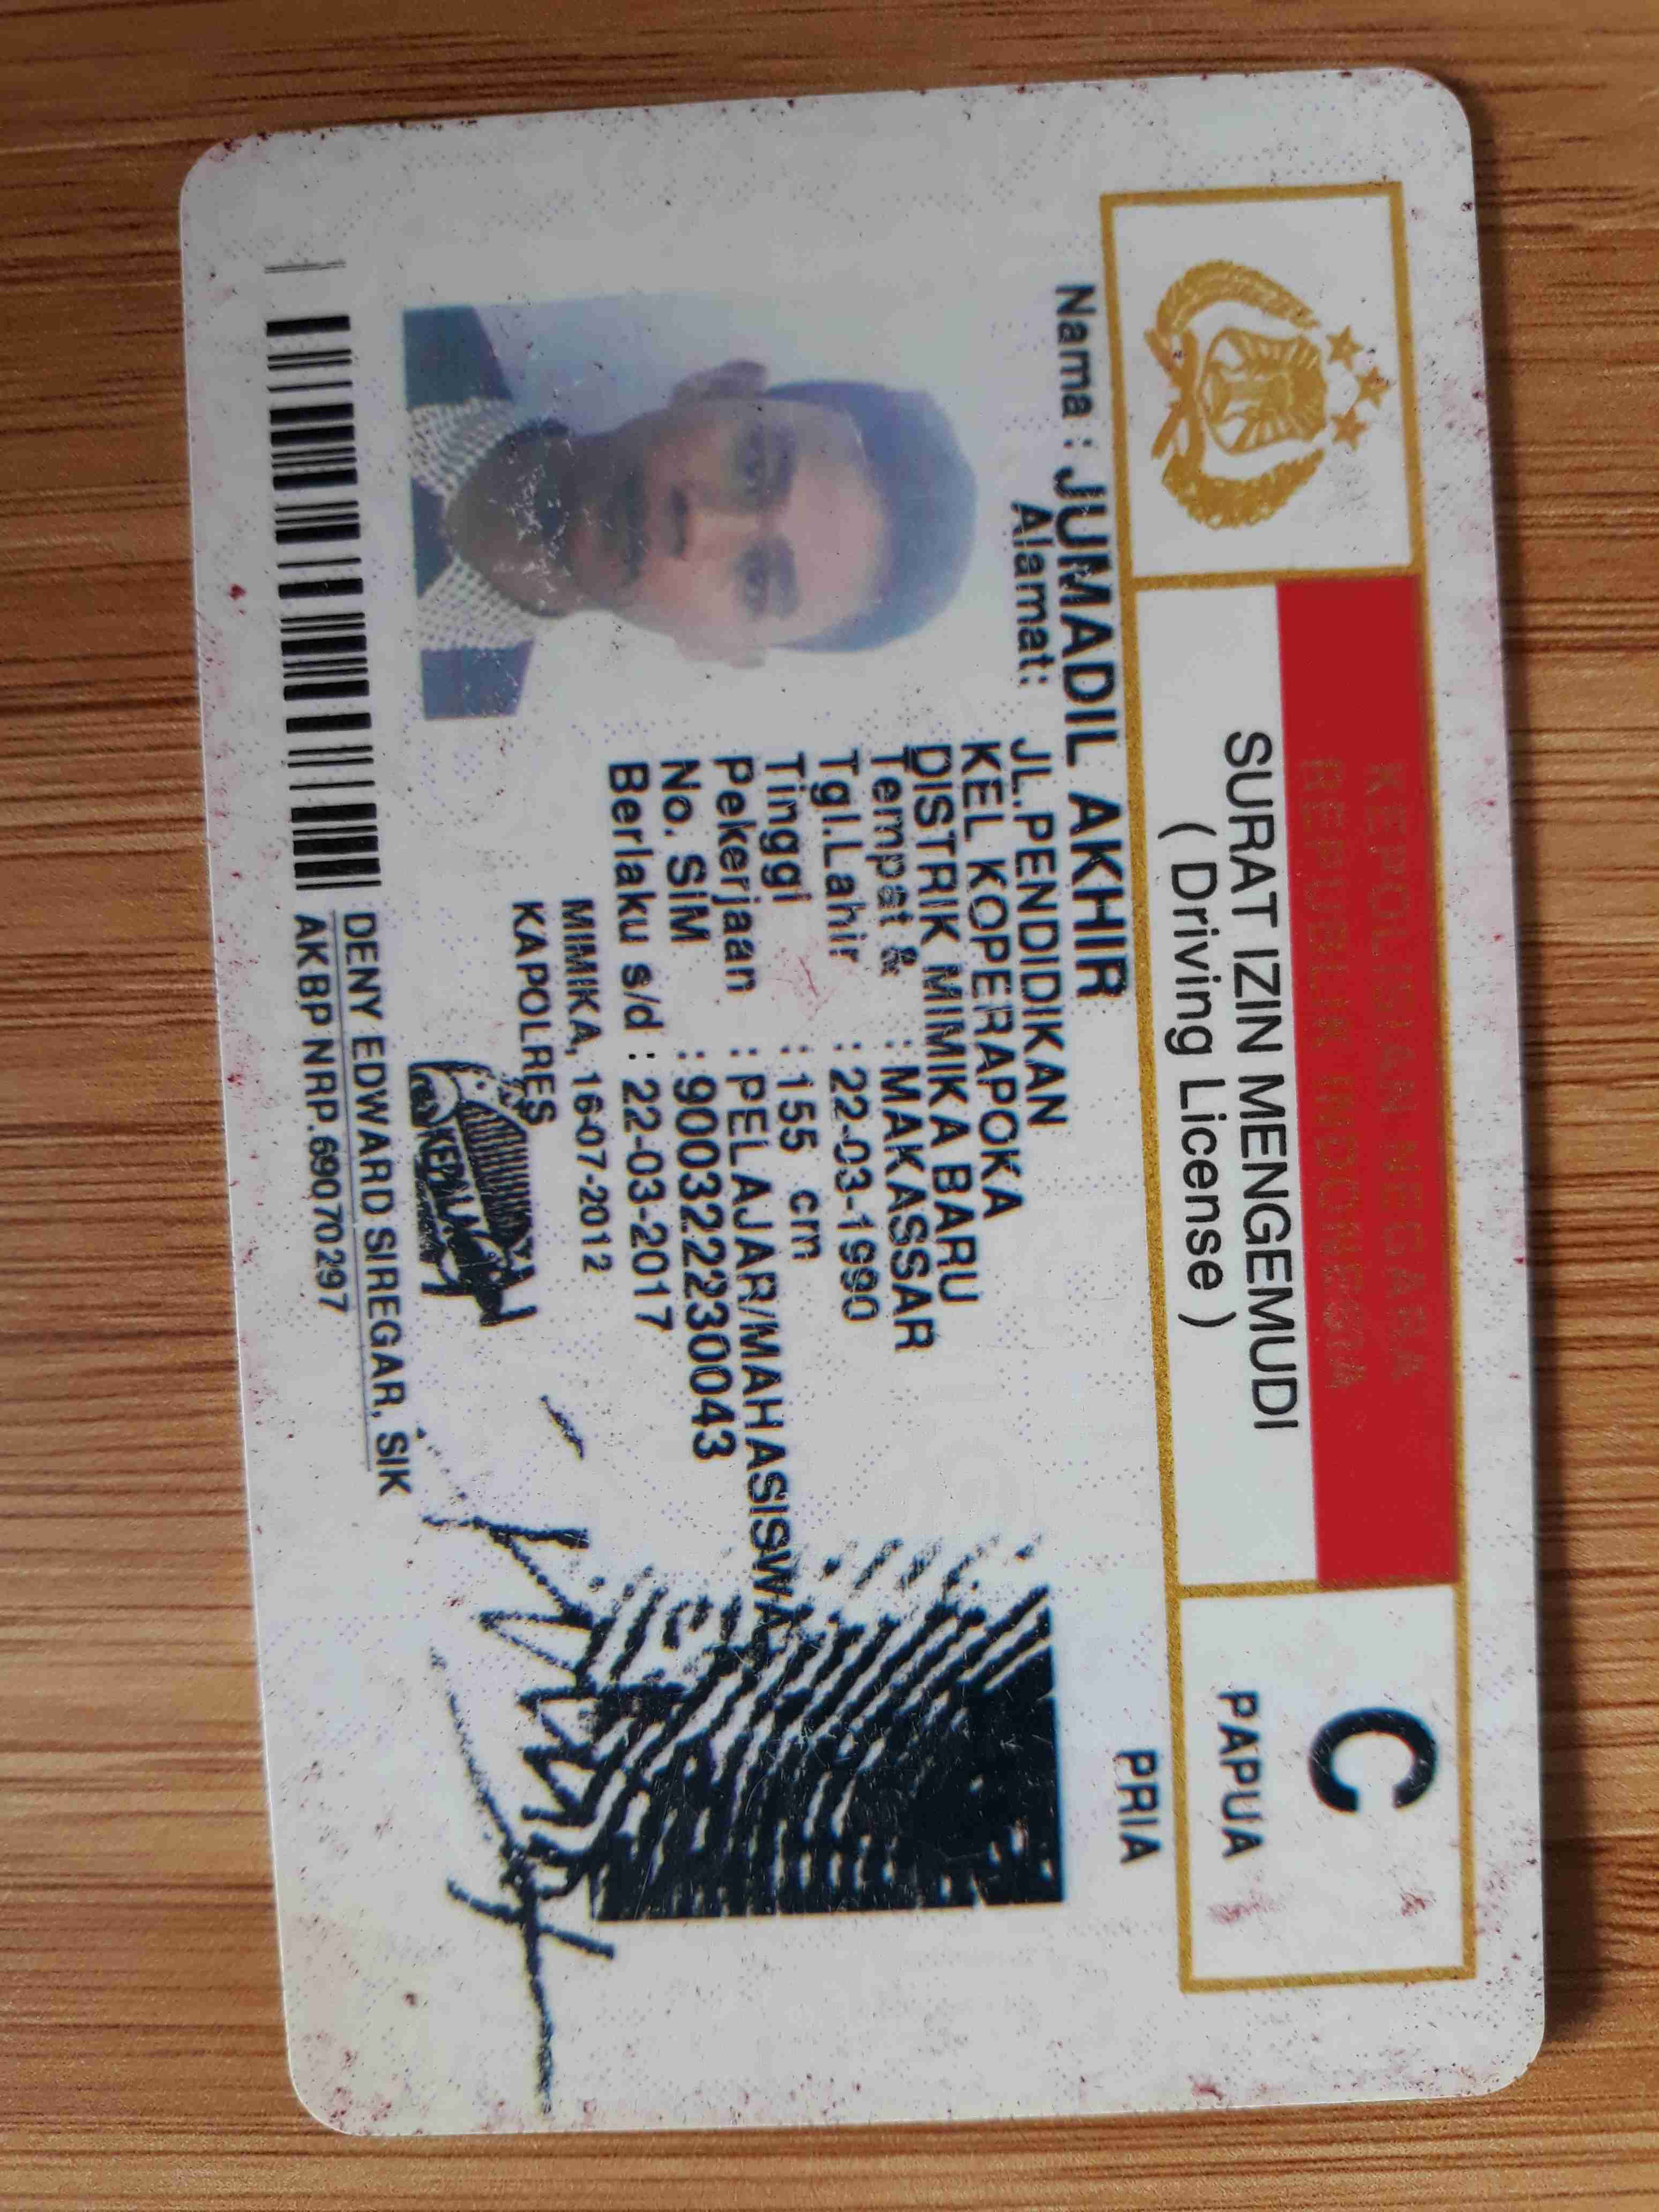 KEPOLISIAN NEGARA
REPUBLIK INDONESIA
SURAT IZIN MENGEMUDI
( Driving License )
C
PAPUA
PRIA
Nama : JUMADIL AKHIR
Alamat:
JL.PENDIDIKAN
KEL KOPERAPOKA
DISTRIK MIMIKA BARU
Tempat & : MAKASSAR
Tgl.Lahir : 22-03-1990
Tinggi : 155 cm
Pekerjaan : PELAJAR/MAHASISWA
No. SIM : 900322230043
Berlaku s/d : 22-03-2017
MIMIKA, 16-07-2012
KAPOLRES
KEPALA
DENY EDWARD SIREGAR, SIK
AKBP NRP.69070297